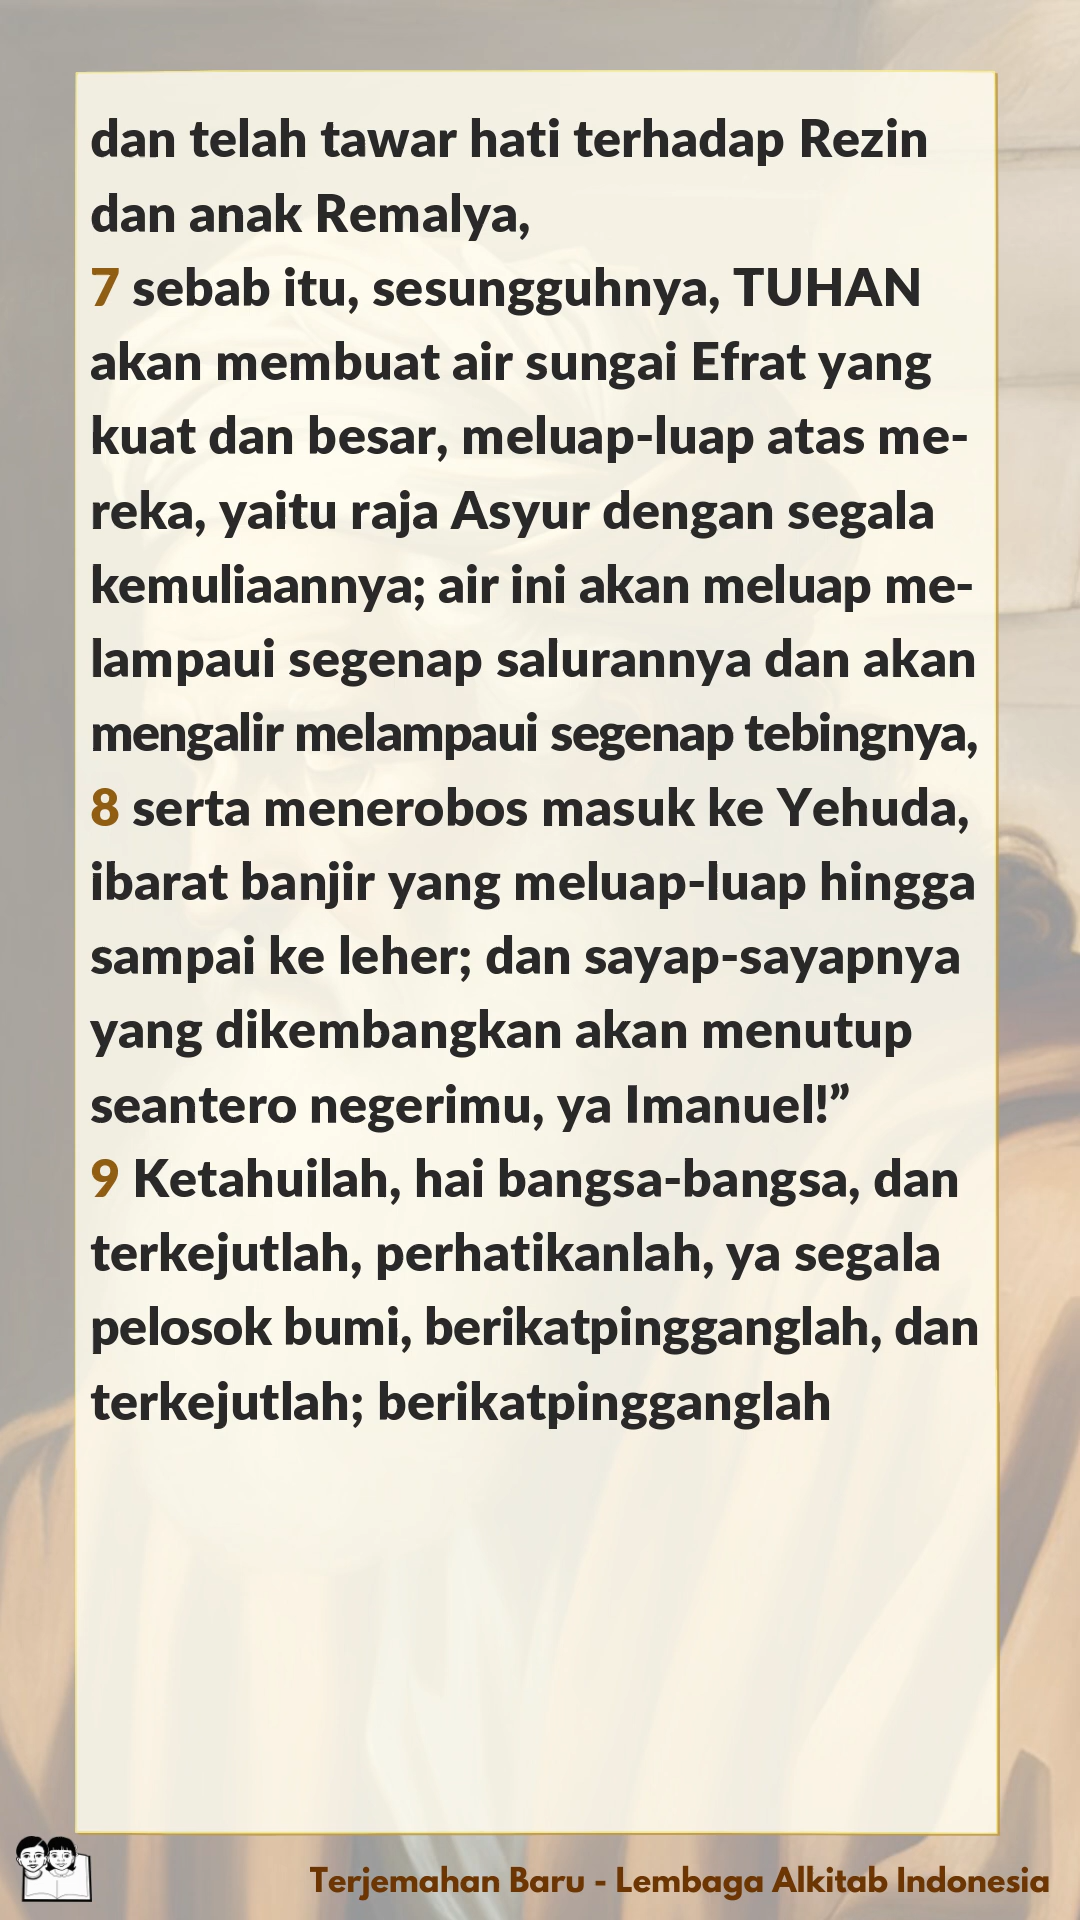 dan telah tawar hati terhadap Rezin
dan anak Remalya,
7 sebab itu, sesungguhnya, TUHAN
akan membuat air sungai Efrat yang
kuat dan besar, meluap-luap atas me-
reka, yaitu raja Asyur dengan segala
kemuliaannya; air ini akan meluap me-
lampaui segenap salurannya dan akan
mengalir melampaui segenap tebingnya,
8 serta menerobos masuk ke Yehuda,
ibarat banjir yang meluap-luap hingga
sampai ke leher; dan sayap-sayapnya
yang dikembangkan akan menutup
seantero negerimu, ya Imanuel!”
9 Ketahuilah, hai bangsa-bangsa, dan
terkejutlah, perhatikanlah, ya segala
pelosok bumi, berikatpingganglah, dan
terkejutlah; berikatpingganglah
Terjemahan Baru - Lembaga Alkitab Indonesia